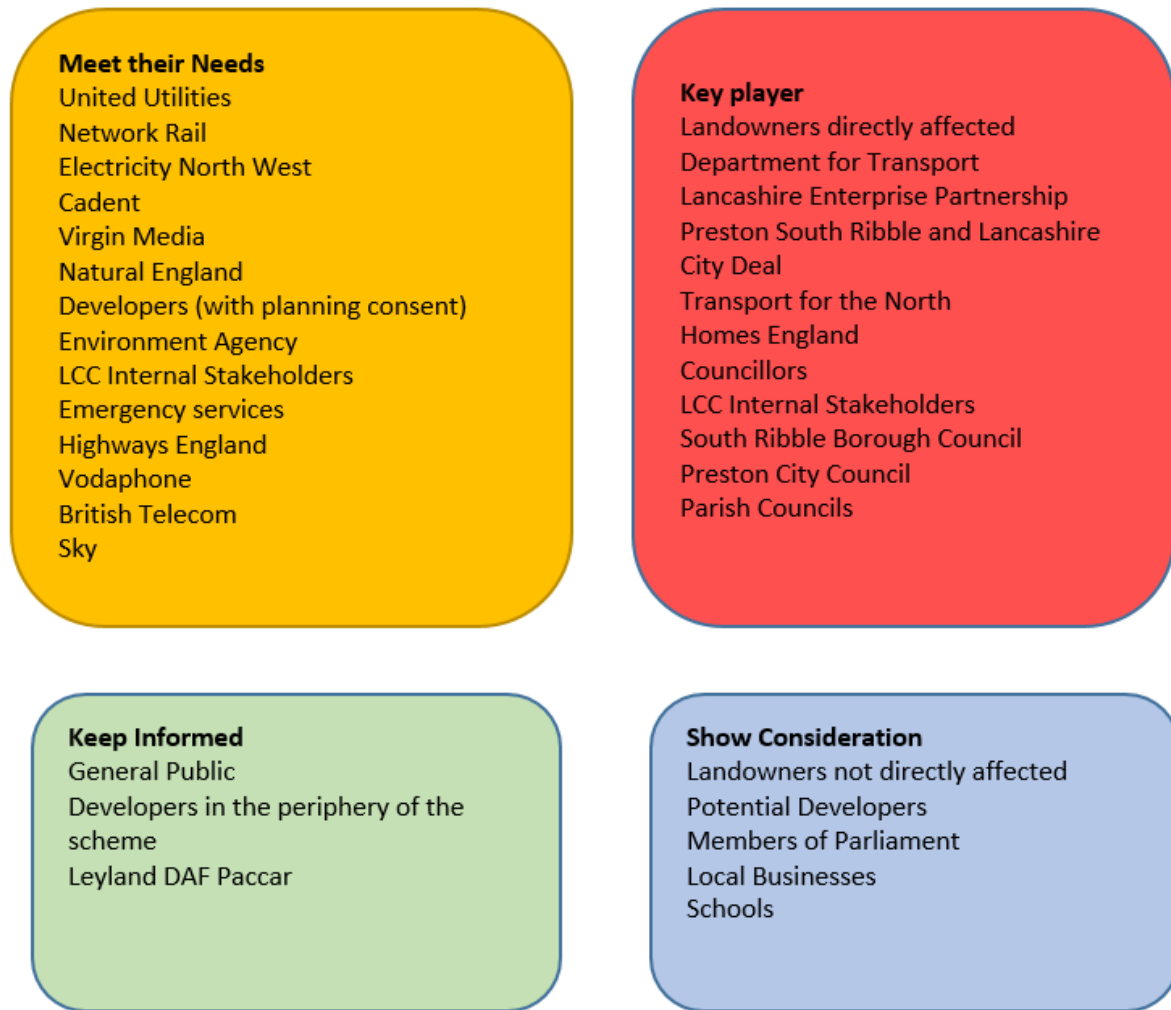 Meet their Needs
United Utilities
Network Rail
Electricity North West
Cadent
Virgin Media
Natural England
Developers (with planning consent)
Environment Agency
LCC Internal Stakeholders
Emergency services
Highways England
Vodaphone
British Telecom
Sky
Key player
Landowners directly affected
Department for Transport
Lancashire Enterprise Partnership
Preston South Ribble and Lancashire
City Deal
Transport for the North
Homes England
Councillors
LCC Internal Stakeholders
South Ribble Borough Council
Preston City Council
Parish Councils
Keep Informed
General Public
Developers in the periphery of the
scheme
Leyland DAF Paccar
Show Consideration
Landowners not directly affected
Potential Developers
Members of Parliament
Local Businesses
Schools